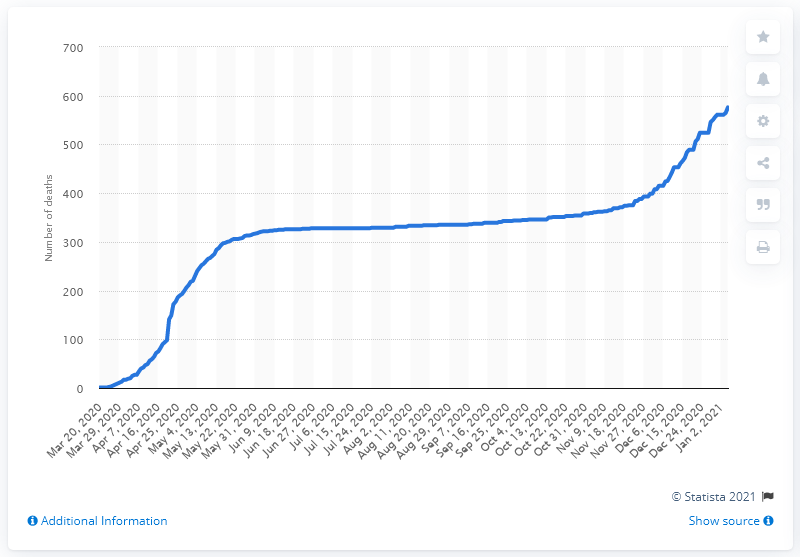 700
600
500
400
300
200
100
0
Number of deaths
Mar 20, 2020
Mar 29, 2020
Apr 7, 2020
Apr 16, 2020
Apr 25, 2020
May 4, 2020
May 13, 2020
May 22, 2020
May 31, 2020
Jun 9, 2020
Jun 18, 2020
Jun 27, 2020
Jul 6, 2020
Jul 15, 2020
Jul 24, 2020
Aug 2, 2020
Aug 11, 2020
Aug 20, 2020
Aug 29, 2020
Sep 7, 2020
Sep 16, 2020
Sep 25, 2020
Oct 4, 2020
Oct 13, 2020
Oct 22, 2020
Oct 31, 2020
Nov 9, 2020
Nov 18, 2020
Nov 27, 2020
Dec 6, 2020
Dec 15, 2020
Dec 24, 2020
Jan 2, 2021
© Statista 2021
Additional Information
Show source